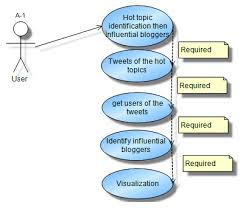 A-1
User
Hot topic
identification then
influential bloggers
Required
Tweets of the hot
topics
Required
get users of the
tweets
Required
Identify influential
bloggers
Required
Visualization